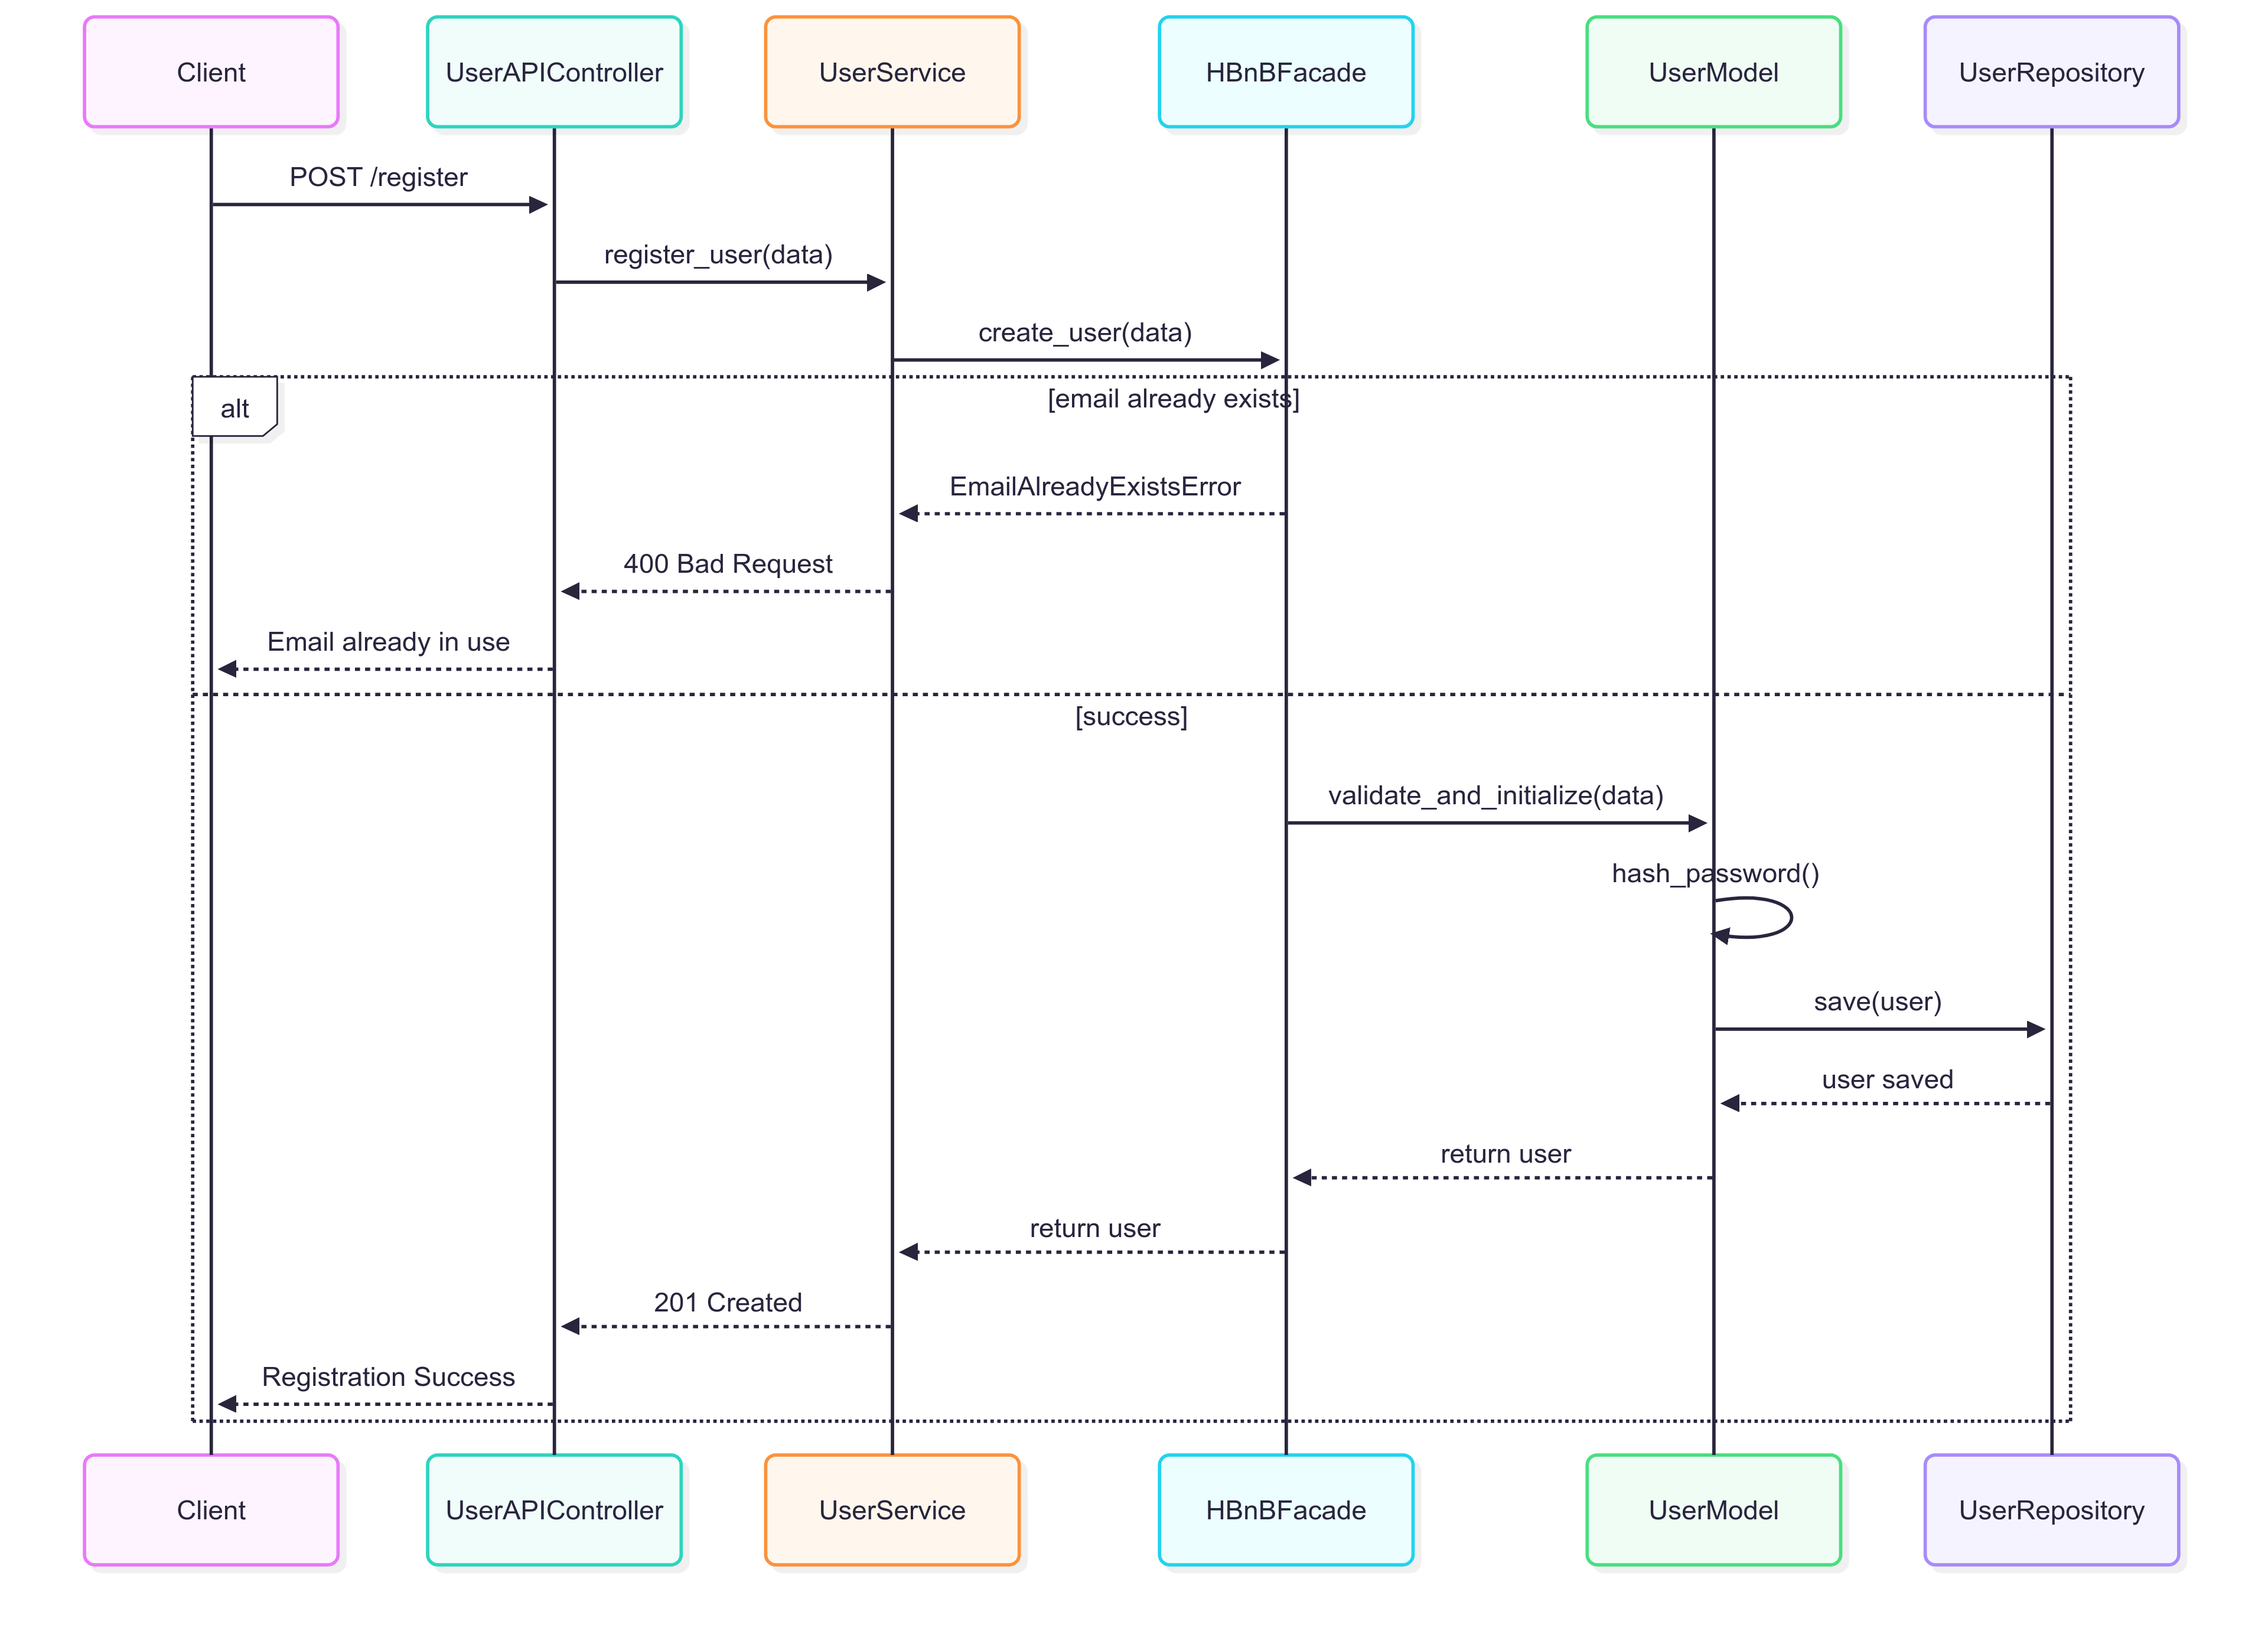 Client
UserAPIController
UserService
HBnBFacade
UserModel
UserRepository
POST /register
register_user(data)
create_user(data)
alt
[email already exists]
EmailAlreadyExistsError
400 Bad Request
Email already in use
[success]
validate_and_initialize(data)
hash_password()
save(user)
user saved
return user
return user
201 Created
Registration Success
Client
UserAPIController
UserService
HBnBFacade
UserModel
UserRepository